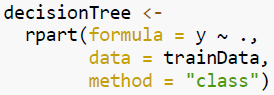 decisionTree <-
rpart(formula = y ~ .,
data = trainData,
method = "class")